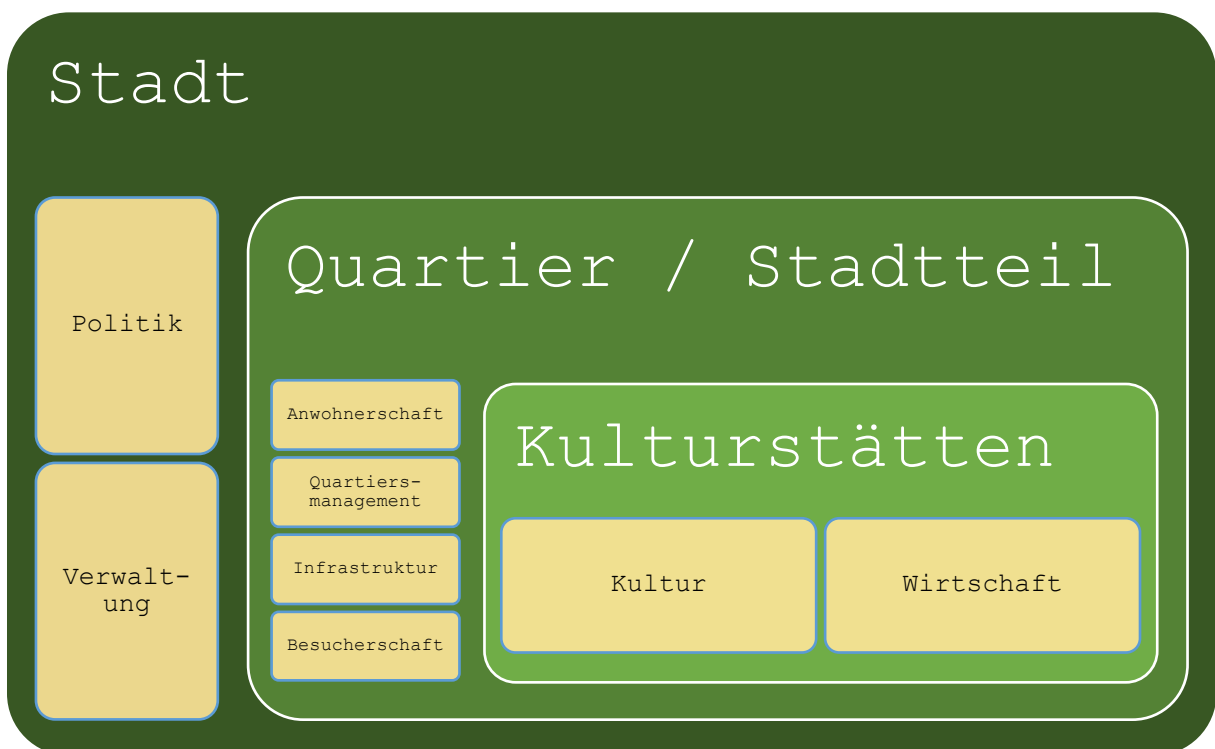 Stadt
Politik
Verwalt-
ung
Quartier / Stadtteil
Anwohnerschaft
Quartiers-
management
Infrastruktur
Besucherschaft
Kulturstätten
Kultur
Wirtschaft